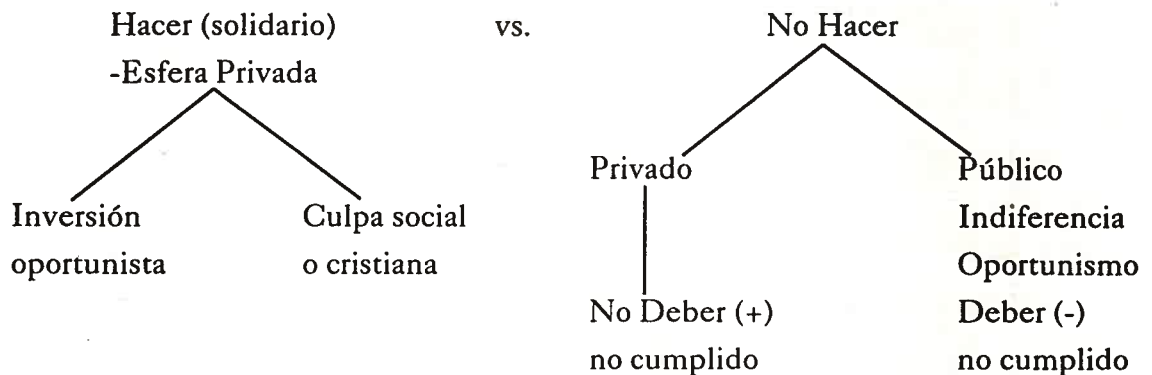 Hacer (solidario) vs. No Hacer
-Esfera Privada
Inversión
oportunista
Culpa social
o cristiana
Privado
No Deber (+)
no cumplido
Público
Indiferencia
Oportunismo
Deber (-)
no cumplido